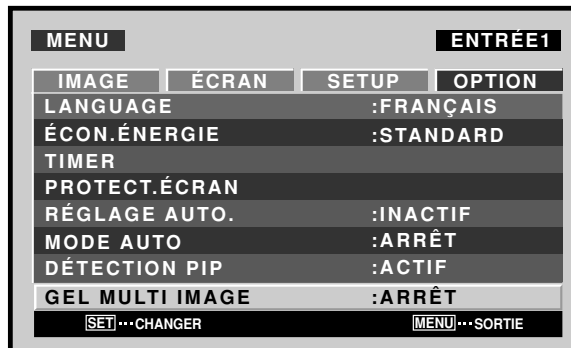 MENU ENTRÉE1
IMAGE ÉCRAN SETUP OPTION
LANGUAGE :FRANÇAIS
ÉCON.ÉNERGIE :STANDARD
TIMER
PROTECT.ÉCRAN
RÉGLAGE AUTO. :INACTIF
MODE AUTO :ARRÊT
DÉTECTION PIP :ACTIF
GEL MULTI IMAGE :ARRÊT
SET···CHANGER MENU···SORTIE